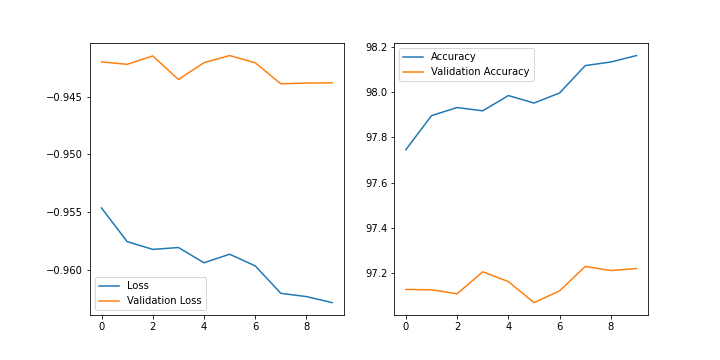 −0.945
−0.950
−0.955
−0.960
0 2 4 6 8
Loss
Validation Loss
98.2
98.0
97.8
97.6
97.4
97.2
0 2 4 6 8
Accuracy
Validation Accuracy